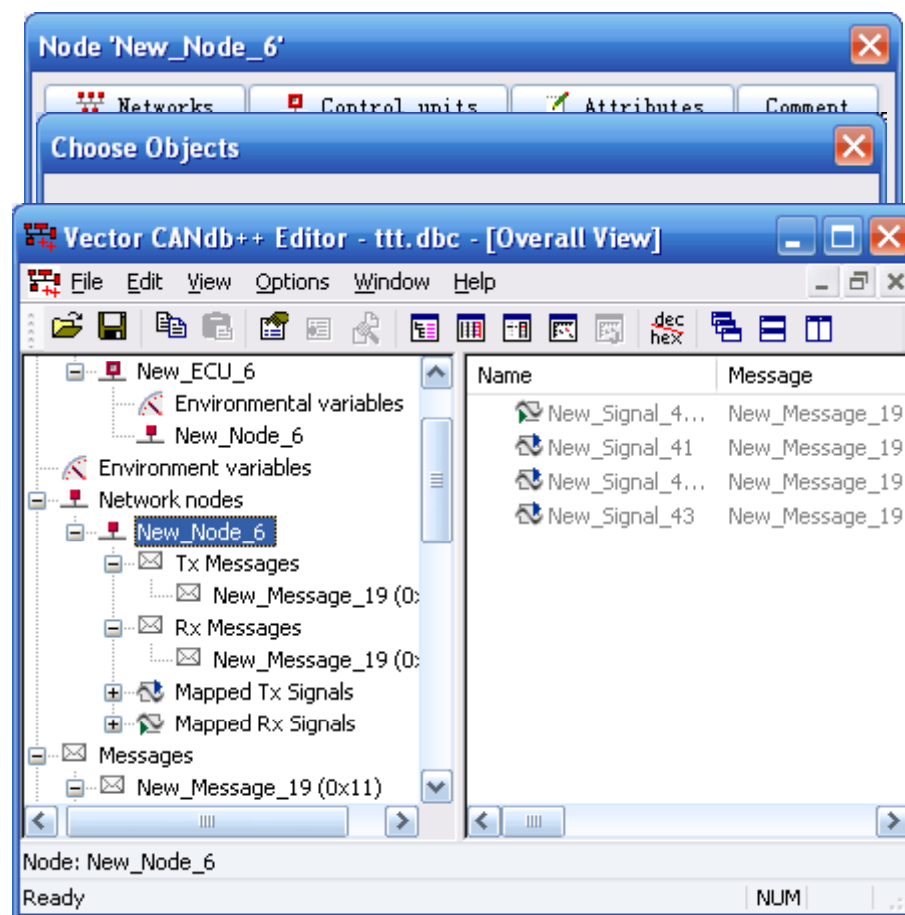 Node 'New_Node_6'
Networks Control units Attributes Comment
Choose Objects
Vector CANdb++ Editor - ttt.dbc - [Overall View]
File Edit View Options Window Help
dec
hex
New_ECU_6
Environmental variables
New_Node_6
Environment variables
Network nodes
New_Node_6
Tx Messages
New_Message_19 (0x
Rx Messages
New_Message_19 (0x
Mapped Tx Signals
Mapped Rx Signals
Messages
New_Message_19 (0x11)
Name Message
New_Signal_4... New_Message_19
New_Signal_41 New_Message_19
New_Signal_4... New_Message_19
New_Signal_43 New_Message_19
Node: New_Node_6
Ready NUM